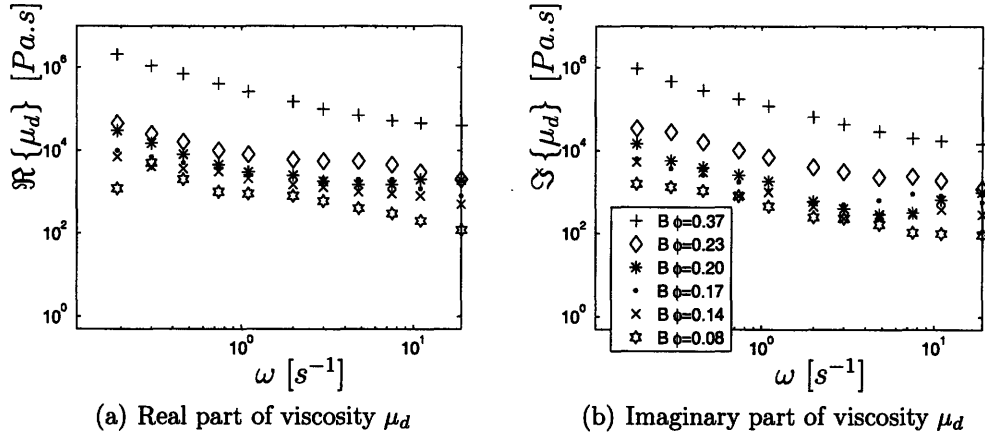 ℜ{μ_d} [Pa.s]
10^6
10^4
10^2
10^0
10^0
10^1
ω [s^{-1}]
(a) Real part of viscosity μ_d
ℑ{μ_d} [Pa.s]
10^6
10^4
10^2
10^0
B ϕ=0.37
B ϕ=0.23
B ϕ=0.20
B ϕ=0.17
B ϕ=0.14
B ϕ=0.08
10^0
10^1
ω [s^{-1}]
(b) Imaginary part of viscosity μ_d